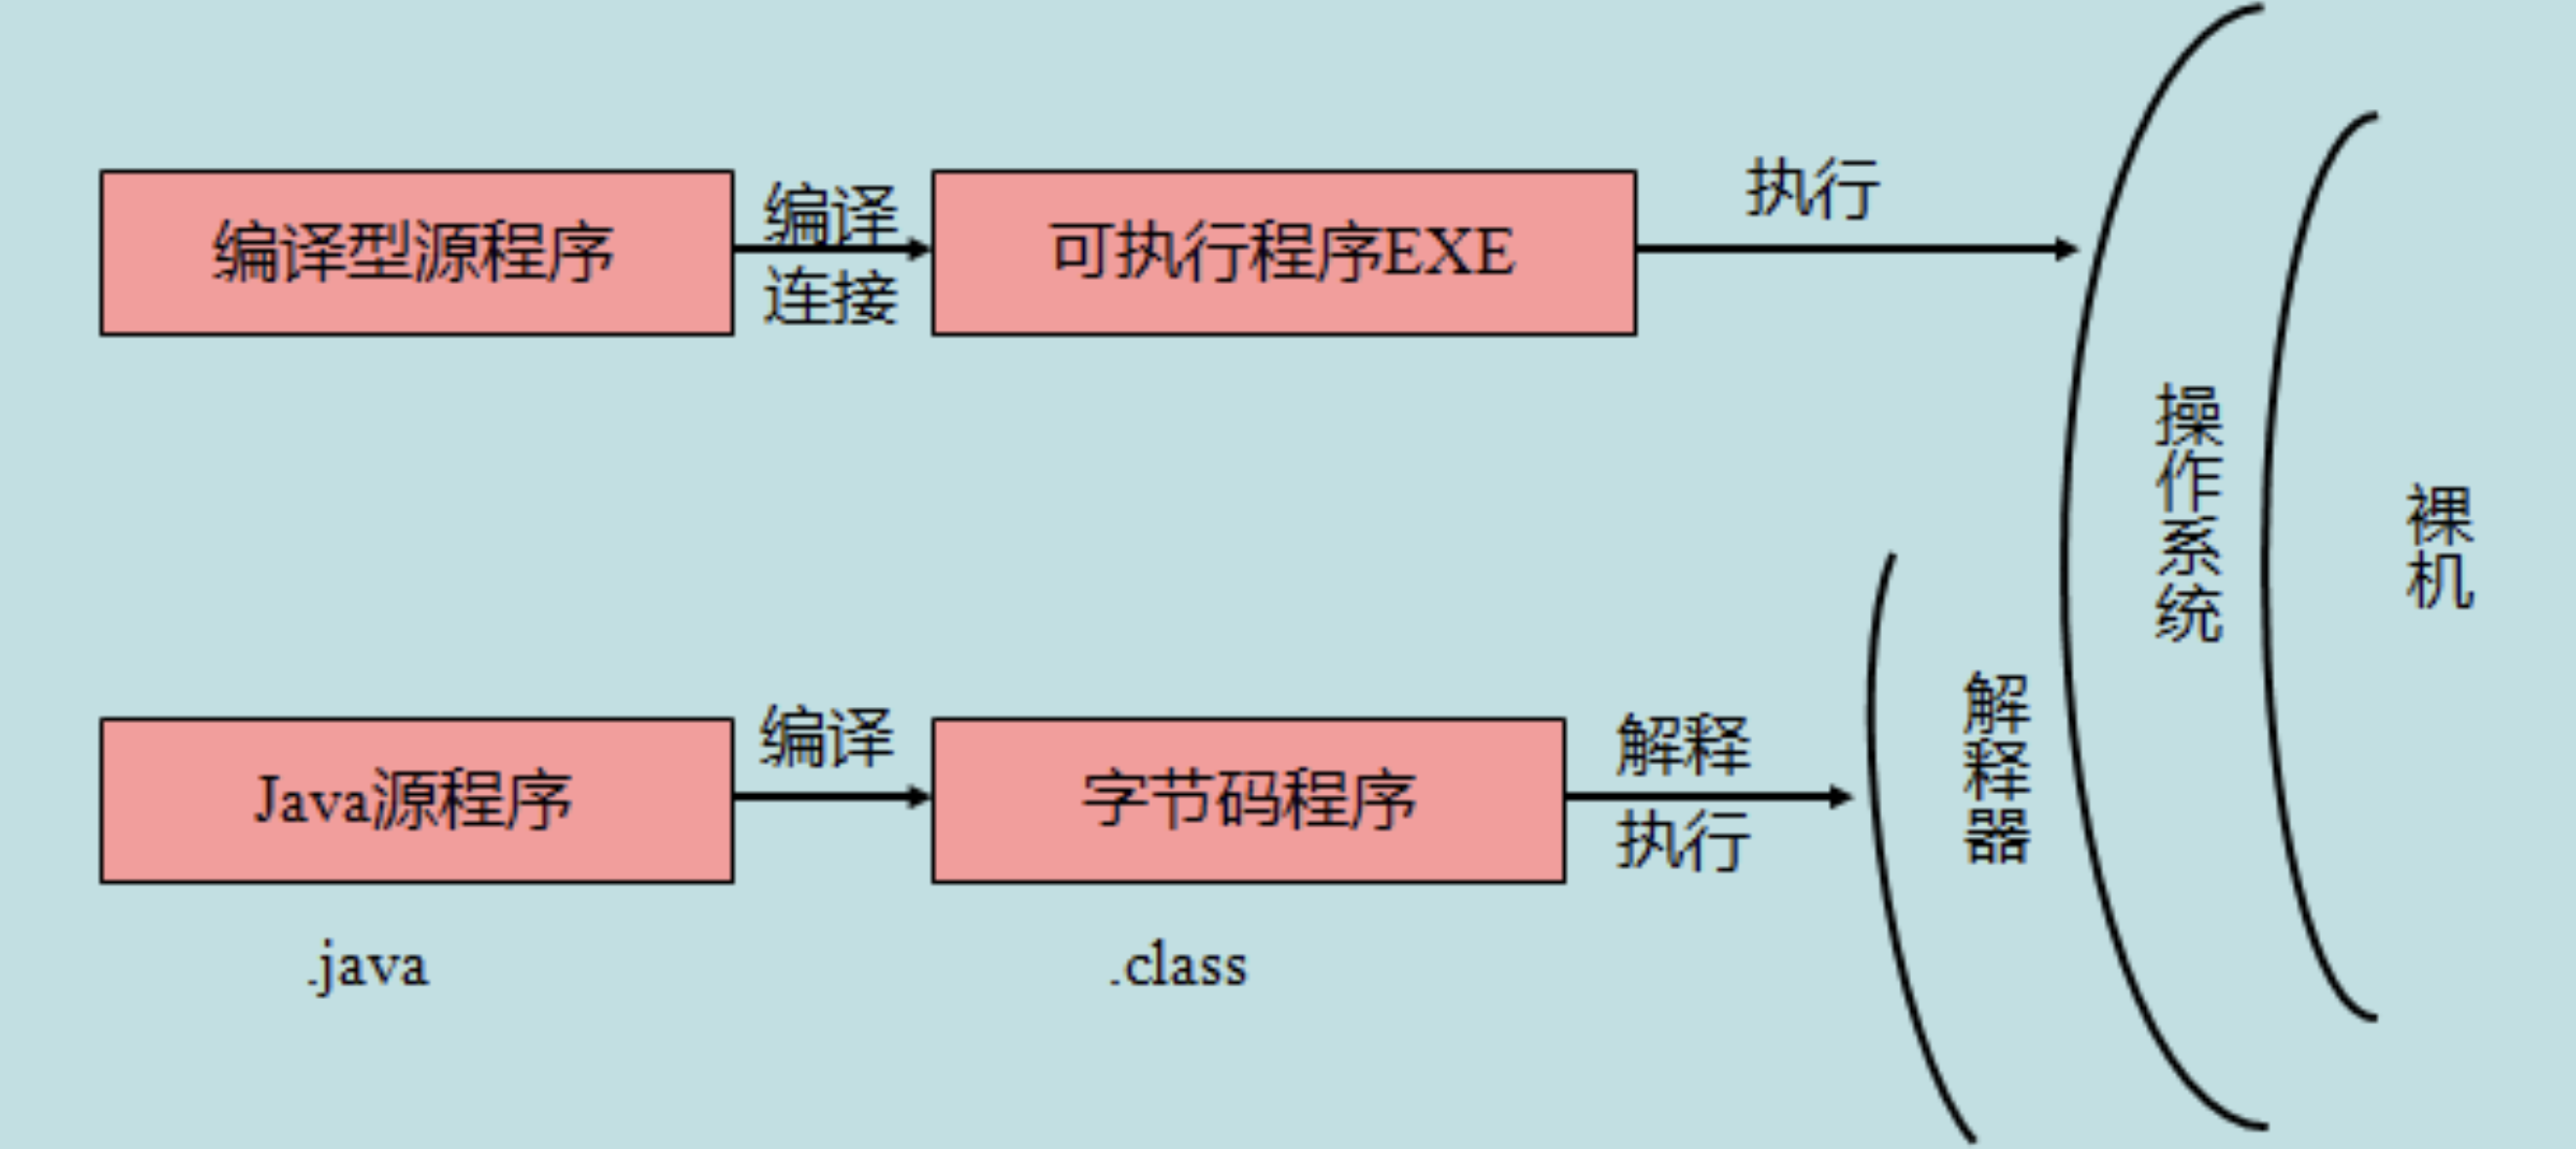 编译型源程序
编译
连接
可执行程序EXE
执行
操作系统
裸机
Java源程序
编译
字节码程序
解释
执行
解释器
.java
.class